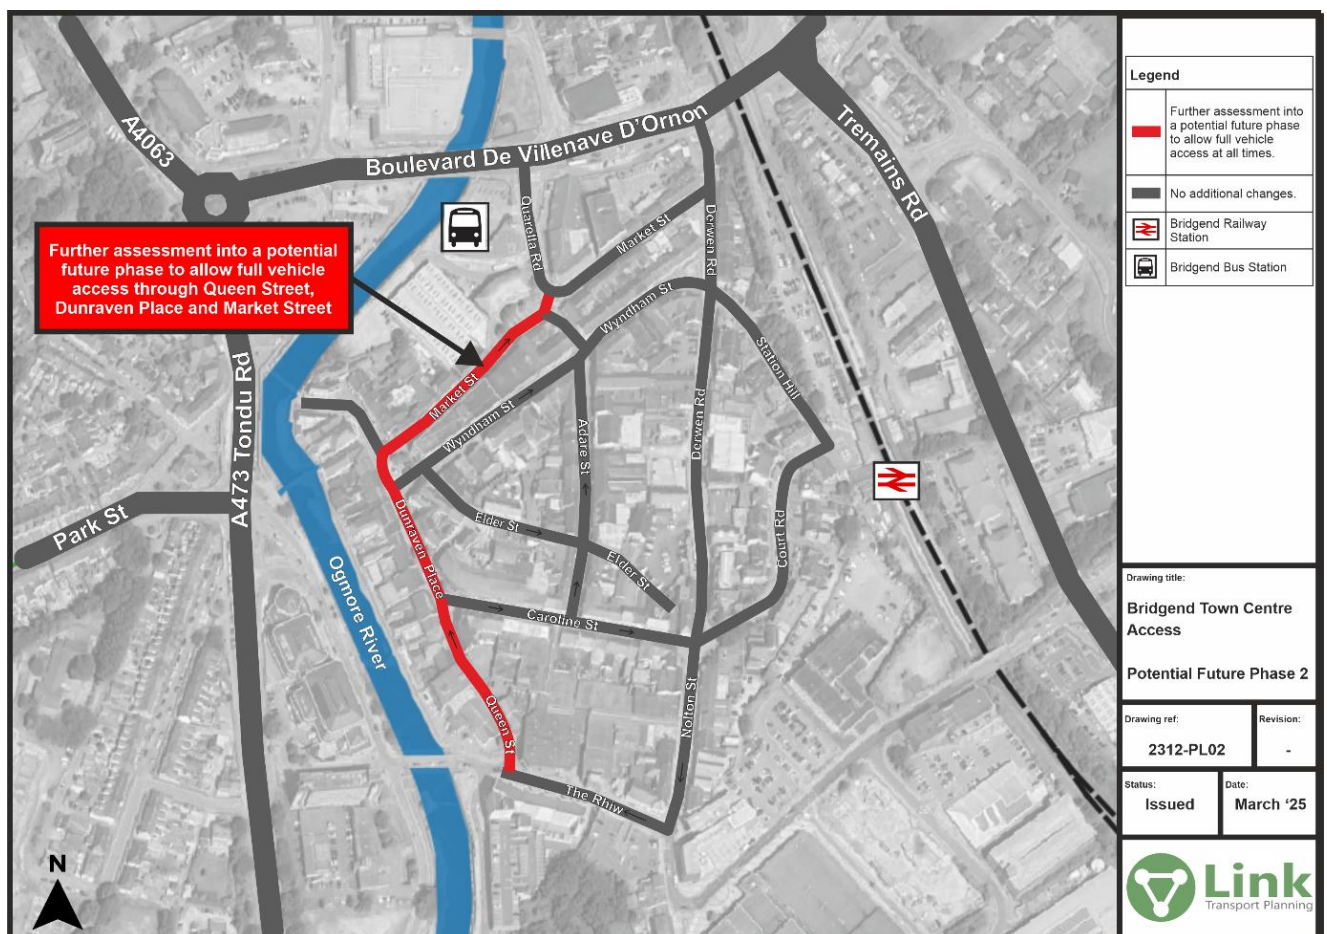 A4063
Boulevard De Villenave D'Ornon
Tremains Rd
Quarella Rd
Market St
Derwen Rd
Further assessment into a potential
future phase to allow full vehicle
access through Queen Street,
Dunraven Place and Market Street
Wyndham St
Station Hill
A473 Tondu Rd
Market St
Wyndham St
Adare St
Derwen Rd
Park St
Dunraven Place
Elder St
Elder St
Court Rd
Ogmore River
Caroline St
Queen St
Nolton St
The Rhiw
N
Legend
Further assessment into
a potential future phase
to allow full vehicle
access at all times.
No additional changes.
Bridgend Railway
Station
Bridgend Bus Station
Drawing title:
Bridgend Town Centre
Access
Potential Future Phase 2
Drawing ref:
2312-PL02
Revision:
-
Status:
Issued
Date:
March ‘25
Link
Transport Planning